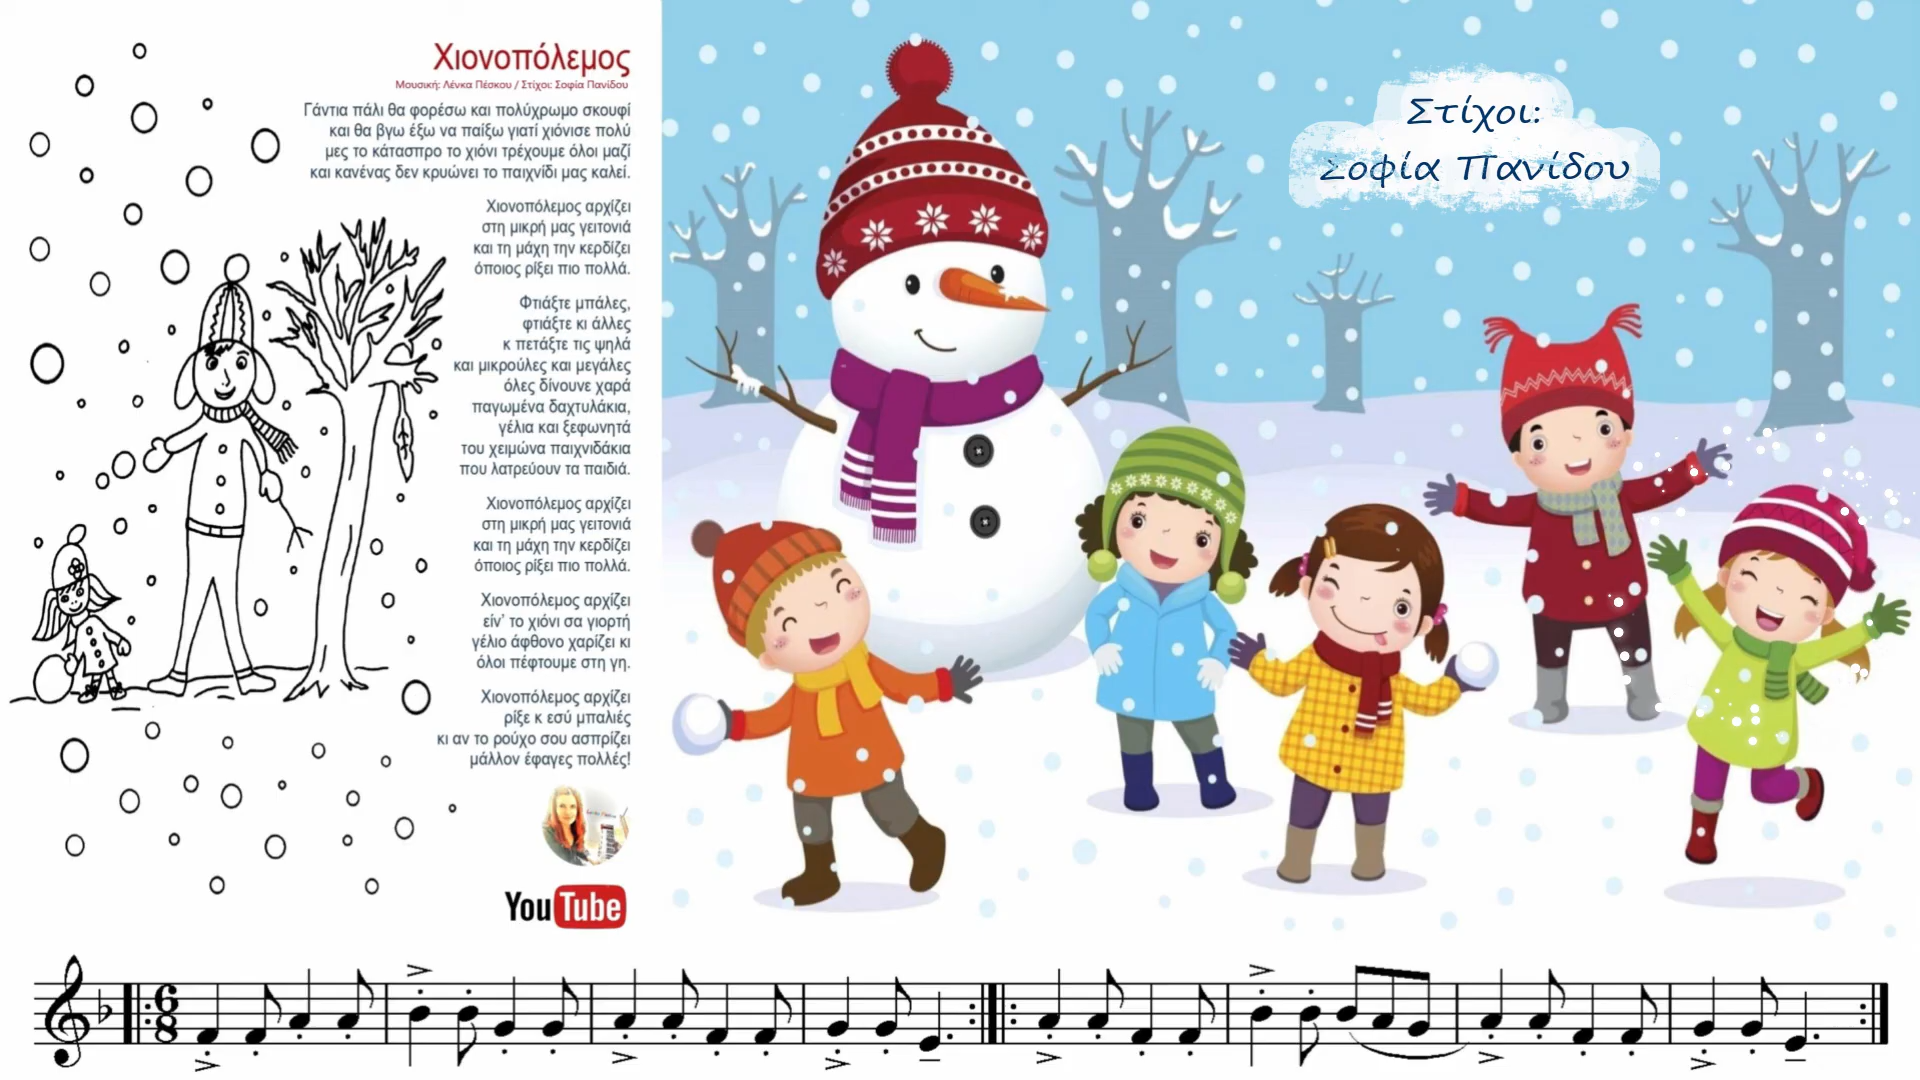 Χιονοπόλεμος
Μουσική: Λένκα Πέσκου / Στίχοι: Σοφία Πανίδου
Γάντια πάλι θα φορέσω και πολύχρωμο σκουφί
και θα βγω έξω να παίξω γιατί χιόνισε πολύ
μες το κάτασπρο το χιόνι τρέχουμε όλοι μαζί
και κανένας δεν κρυώνει το παιχνίδι μας καλεί.
Χιονοπόλεμος αρχίζει
στη μικρή μας γειτονιά
και τη μάχη την κερδίζει
όποιος ρίξει πιο πολλά.
Φτιάξτε μπάλες,
φτιάξτε κι άλλες
κ πετάξτε τις ψηλά
και μικρούλες και μεγάλες
όλες δίνουνε χαρά
παγωμένα δαχτυλάκια,
γέλια και ξεφωνητά
του χειμώνα παιχνιδάκια
που λατρεύουν τα παιδιά.
Χιονοπόλεμος αρχίζει
στη μικρή μας γειτονιά
και τη μάχη την κερδίζει
όποιος ρίξει πιο πολλά.
Χιονοπόλεμος αρχίζει
είν' το χιόνι σα γιορτή
γέλιο άφθονο χαρίζει κι
όλοι πέφτουμε στη γη.
Χιονοπόλεμος αρχίζει
ρίξε κ εσύ μπαλιές
κι αν το ρούχο σου ασπρίζει
μάλλον έφαγες πολλές!
YouTube
Στίχοι:
Σοφία Πανίδου
6
8